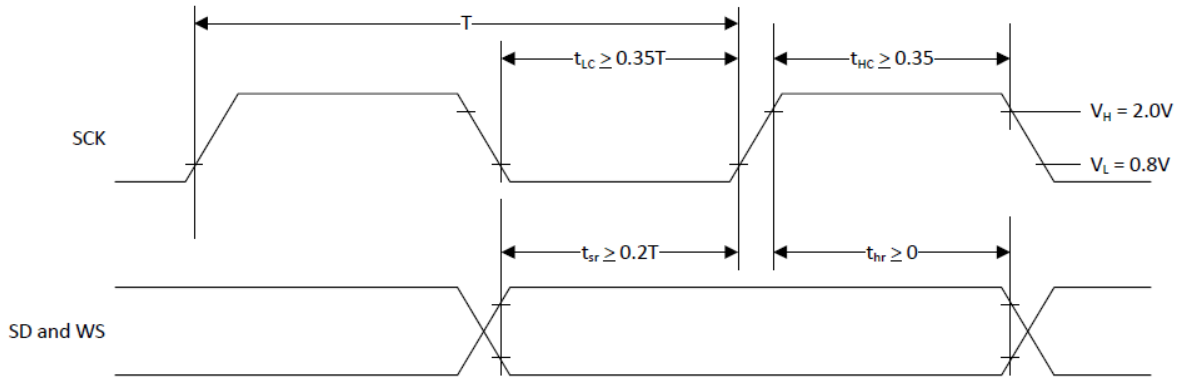 T
t_LC ≥ 0.35T
t_HC ≥ 0.35
SCK
V_H = 2.0V
V_L = 0.8V
t_sr ≥ 0.2T
t_hr ≥ 0
SD and WS